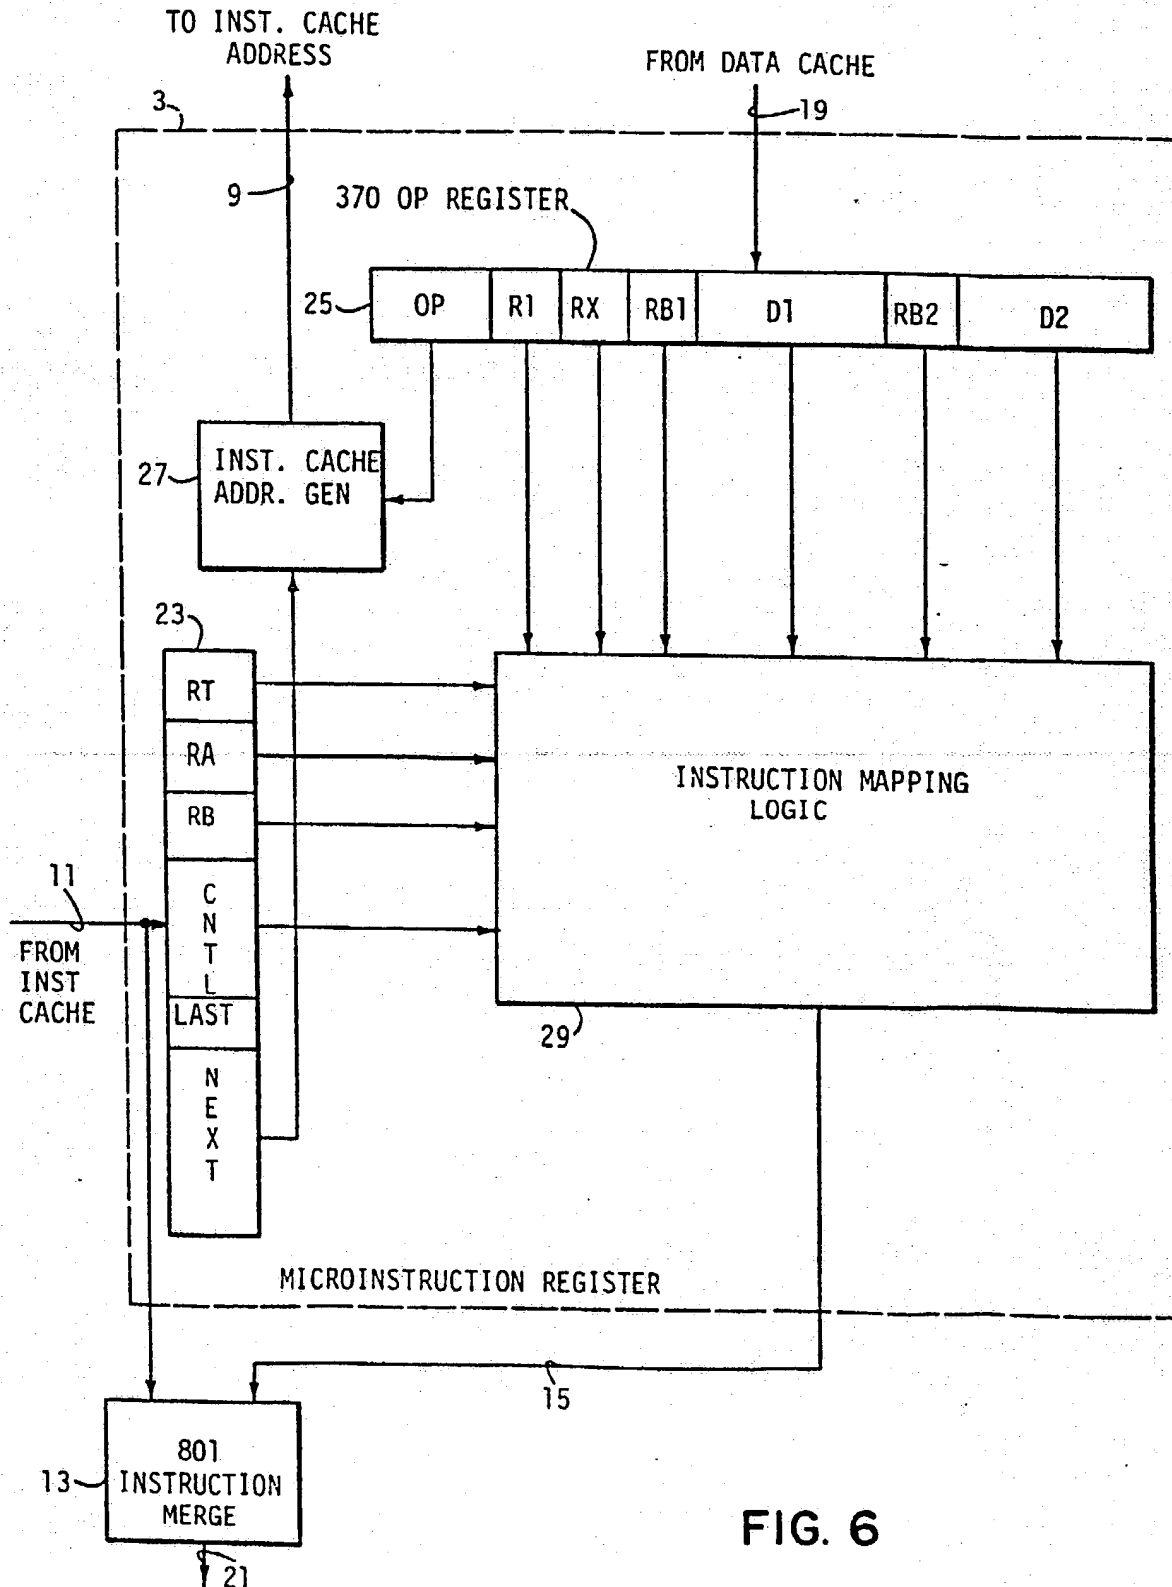 TO INST. CACHE
ADDRESS
FROM DATA CACHE
3
19
9
370 OP REGISTER
25
OP
R1
RX
RB1
D1
RB2
D2
27
INST. CACHE
ADDR. GEN
23
RT
RA
RB
CNTL
LAST
NEXT
INSTRUCTION MAPPING
LOGIC
11
FROM
INST
CACHE
29
MICROINSTRUCTION REGISTER
15
13
801
INSTRUCTION
MERGE
21
FIG. 6